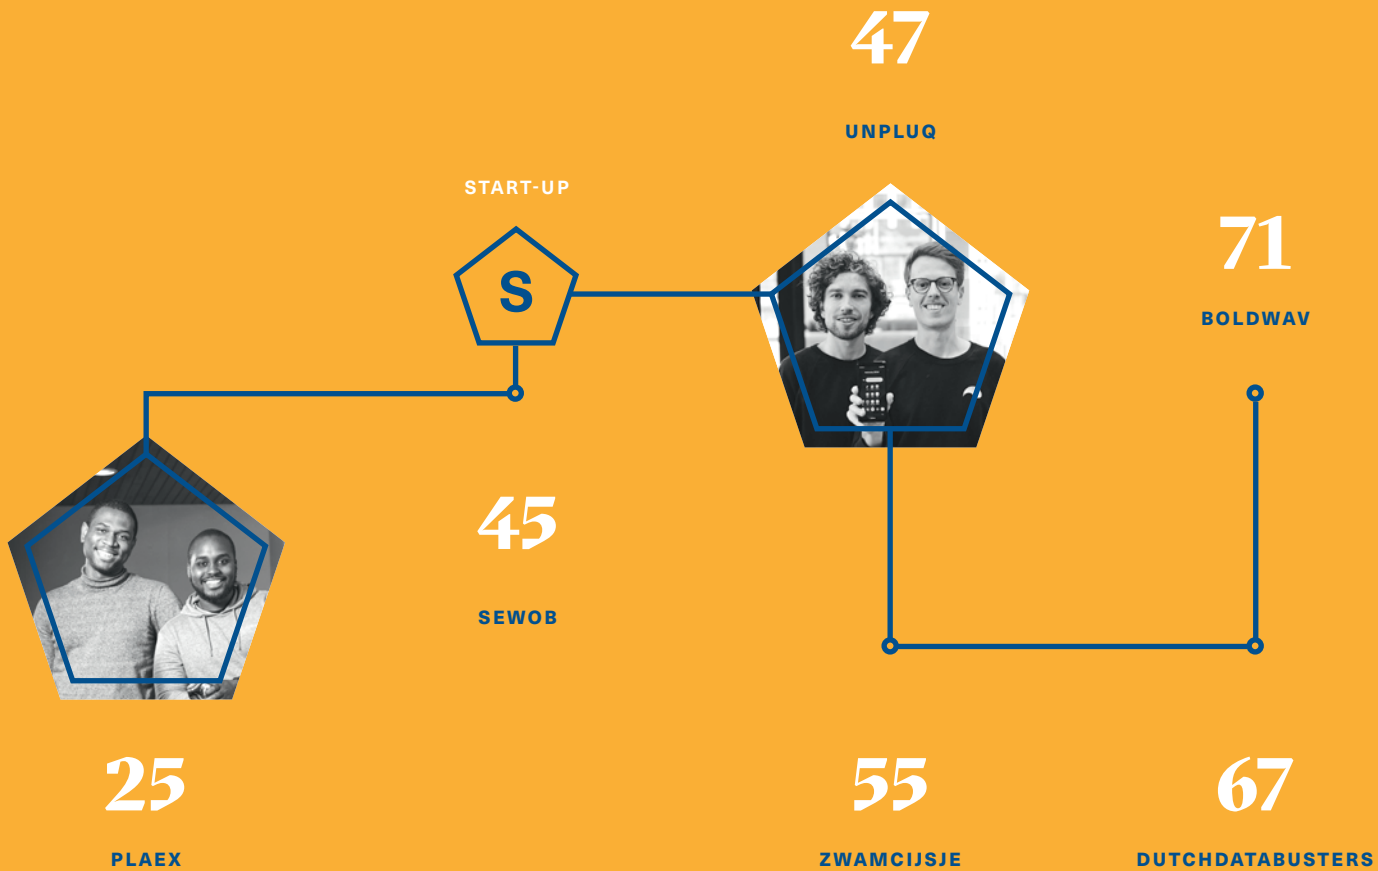 47
UNPLUQ
START-UP
S
71
BOLDWAV
45
SEWOB
25
PLAEX
55
ZWAMCIJSJE
67
DUTCHDATABUSTERS